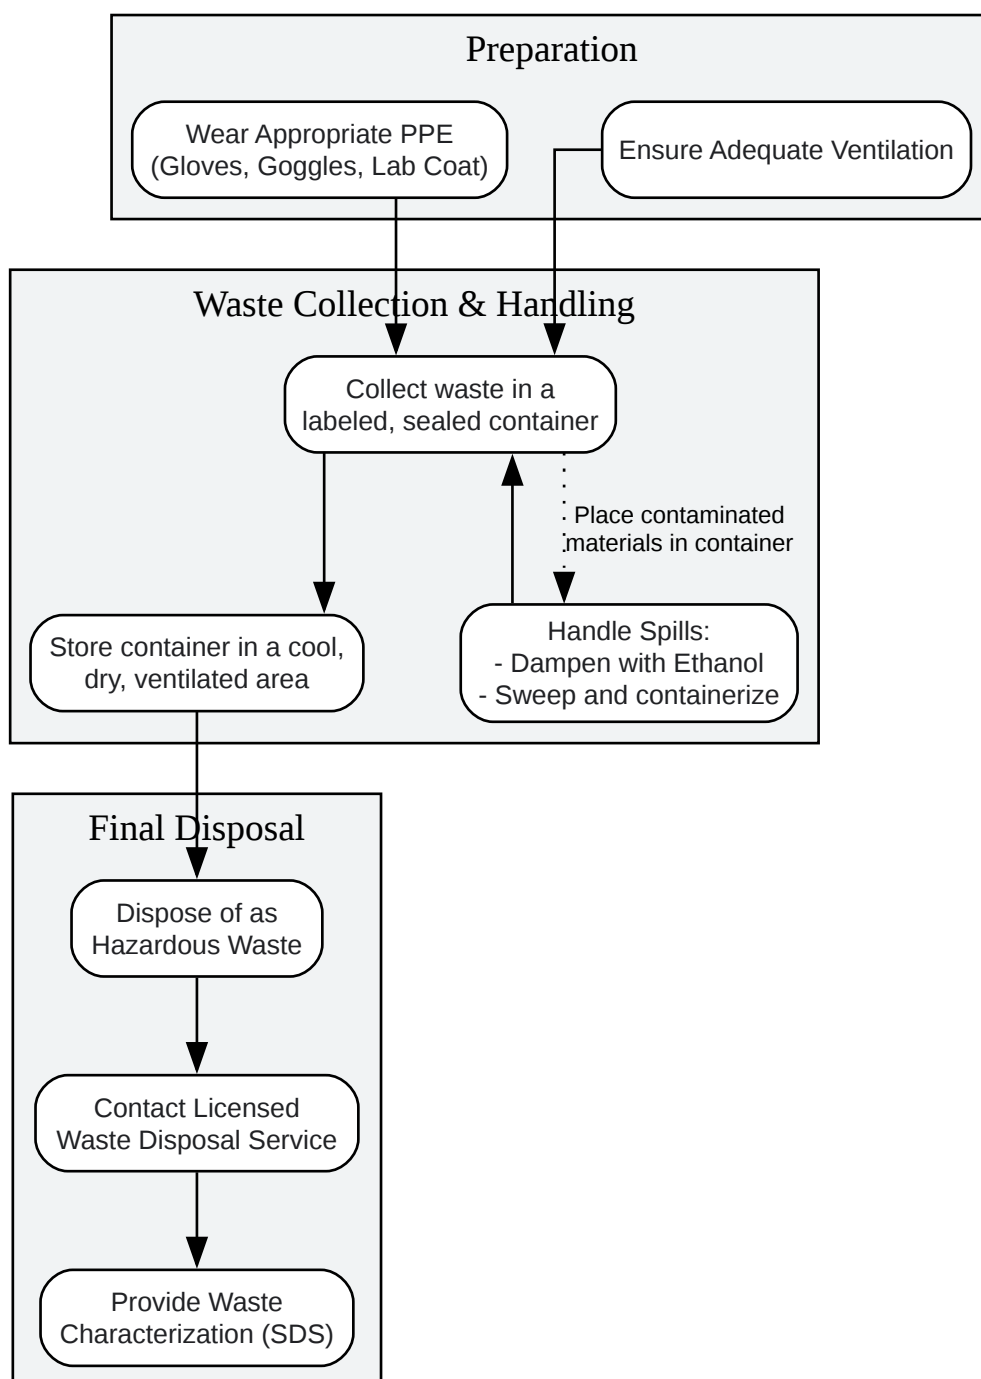 Preparation
Wear Appropriate PPE
(Gloves, Goggles, Lab Coat)
Ensure Adequate Ventilation
Waste Collection & Handling
Collect waste in a
labeled, sealed container
Place contaminated
materials in container
Store container in a cool,
dry, ventilated area
Handle Spills:
- Dampen with Ethanol
- Sweep and containerize
Final Disposal
Dispose of as
Hazardous Waste
Contact Licensed
Waste Disposal Service
Provide Waste
Characterization (SDS)